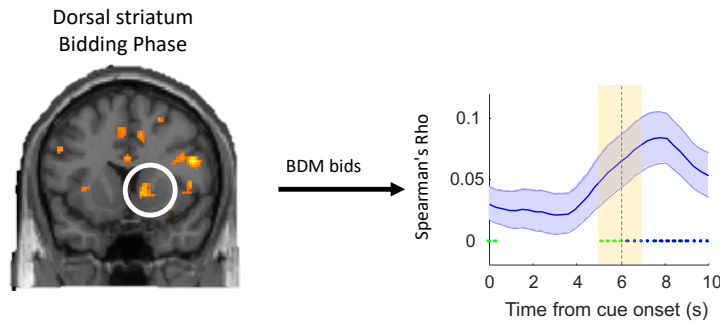 Dorsal striatum
Bidding Phase
BDM bids
Spearman's Rho
0.1
0.05
0
0 2 4 6 8 10
Time from cue onset (s)